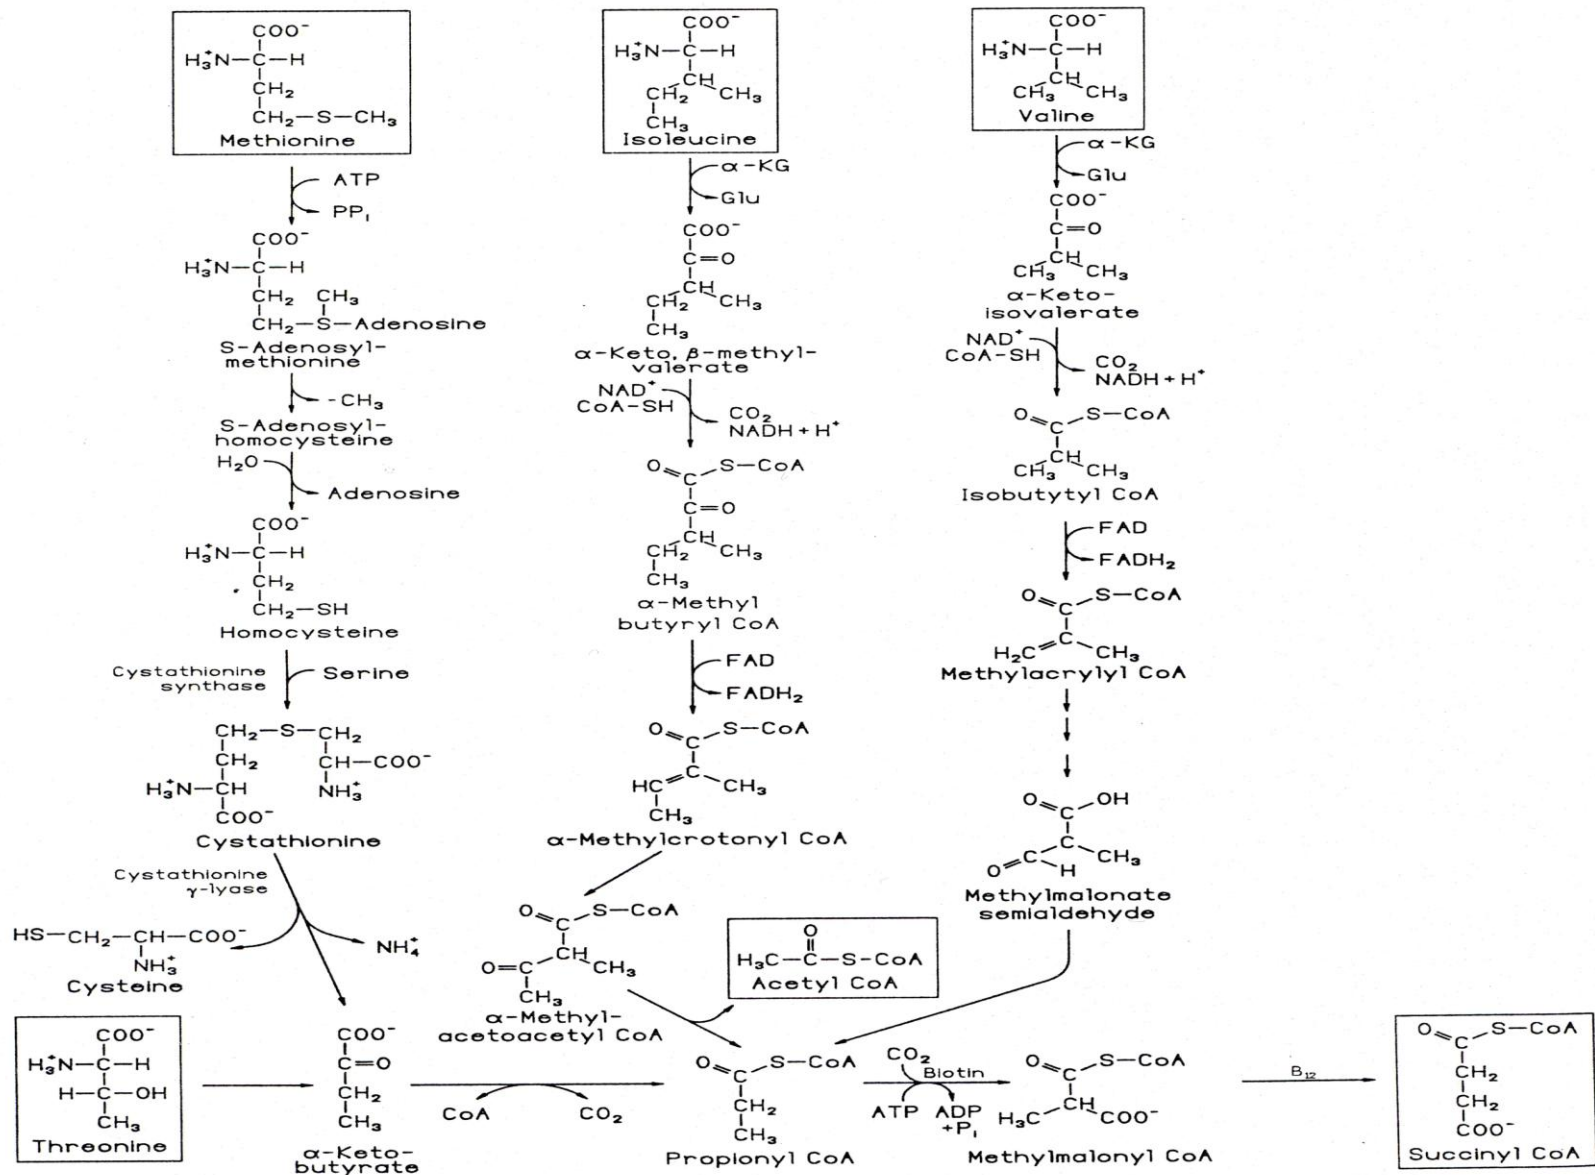 COO⁻
H₃⁺N—C—H
CH₂
CH₂—S—CH₃
Methionine
ATP
PPᵢ
COO⁻
H₃⁺N—C—H
CH₂ CH₃
CH₂—S—Adenosine
S-Adenosyl-
methionine
-CH₃
S-Adenosyl-
homocysteine
H₂O
Adenosine
COO⁻
H₃⁺N—C—H
CH₂
CH₂—SH
Homocysteine
Cystathionine
synthase
Serine
CH₂—S—CH₂
CH₂ CH—COO⁻
H₃⁺N—CH NH₃⁺
COO⁻
Cystathionine
Cystathionine
γ-lyase
HS—CH₂—CH—COO⁻
NH₃⁺
Cysteine
NH₄⁺
COO⁻
H₃⁺N—C—H
H—C—OH
CH₃
Threonine
COO⁻
C=O
CH₂
CH₃
α-Keto-
butyrate
CoA
CO₂
COO⁻
H₃⁺N—C—H
CH
CH₂ CH₃
CH₃
Isoleucine
α-KG
Glu
COO⁻
C=O
CH
CH₂ CH₃
CH₃
α-Keto, β-methyl-
valerate
NAD⁺
CoA-SH
CO₂
NADH + H⁺
O=C—S—CoA
C=O
CH
CH₂ CH₃
CH₃
α-Methyl
butyryl CoA
FAD
FADH₂
O=C—S—CoA
C
HC CH₃
CH₃
α-Methylcrotonyl CoA
O=C—S—CoA
CH
O=C CH₃
CH₃
α-Methyl-
acetoacetyl CoA
O
H₃C—C—S—CoA
Acetyl CoA
COO⁻
H₃⁺N—C—H
CH
CH₃ CH₃
Valine
α-KG
Glu
COO⁻
C=O
CH
CH₃ CH₃
α-Keto-
isovalerate
NAD⁺
CoA-SH
CO₂
NADH + H⁺
O=C—S—CoA
CH
CH₃ CH₃
Isobutytyl CoA
FAD
FADH₂
O=C—S—CoA
C
H₂C CH₃
Methylacrylyl CoA
O=C—OH
C
O=C—H CH₃
Methylmalonate
semialdehyde
O=C—S—CoA
CH₂
CH₃
Propionyl CoA
CO₂
Biotin
ATP
ADP
+Pᵢ
O=C—S—CoA
CH
H₃C COO⁻
Methylmalonyl CoA
B₁₂
O=C—S—CoA
CH₂
CH₂
COO⁻
Succinyl CoA